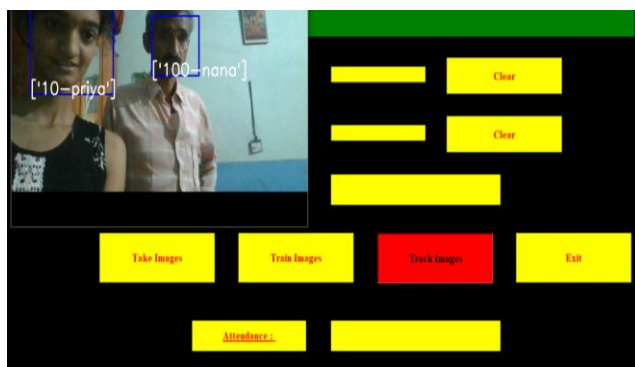 ['10-priya']
['100-nana']
Clear
Clear
Take Images
Train Images
Track Images
Exit
Attendance :